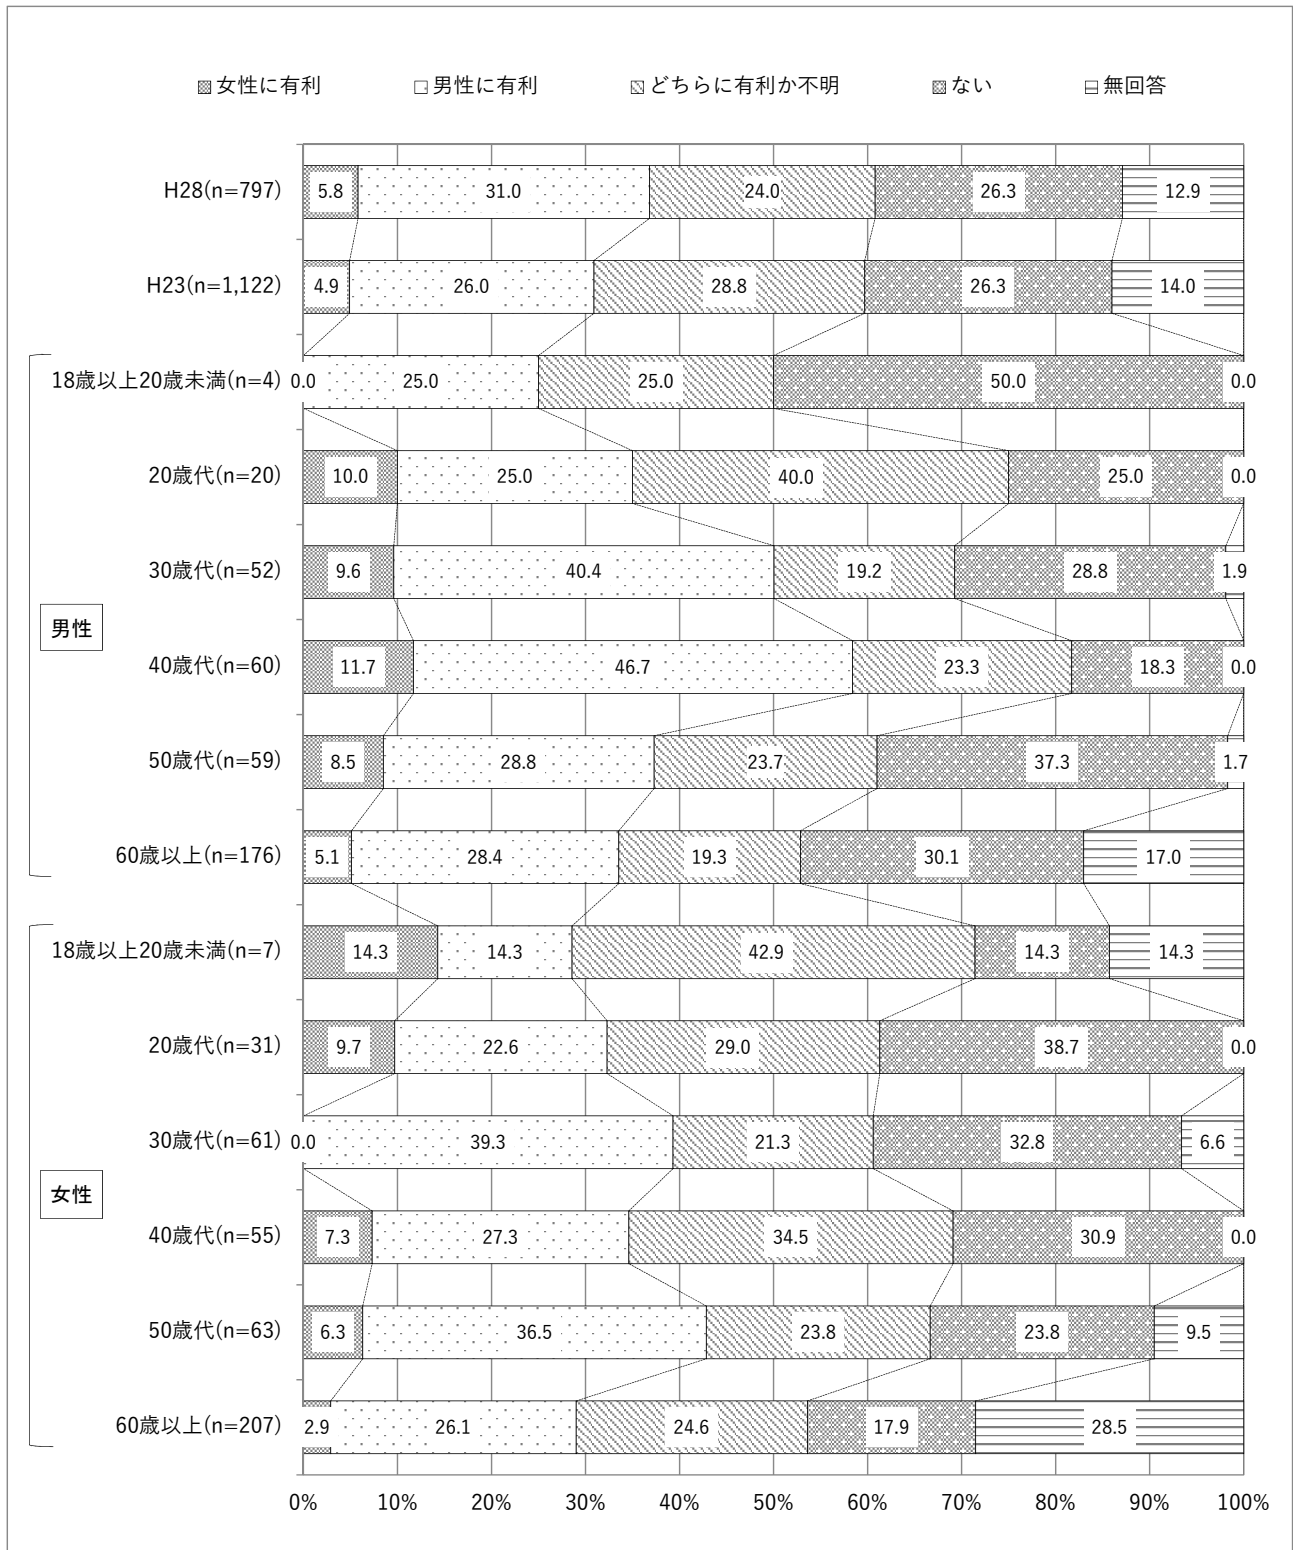 女性に有利 男性に有利 どちらに有利か不明 ない 無回答
H28(n=797) 5.8 31.0 24.0 26.3 12.9
H23(n=1,122) 4.9 26.0 28.8 26.3 14.0
18歳以上20歳未満(n=4) 0.0 25.0 25.0 50.0 0.0
20歳代(n=20) 10.0 25.0 40.0 25.0 0.0
30歳代(n=52) 9.6 40.4 19.2 28.8 1.9
男性
40歳代(n=60) 11.7 46.7 23.3 18.3 0.0
50歳代(n=59) 8.5 28.8 23.7 37.3 1.7
60歳以上(n=176) 5.1 28.4 19.3 30.1 17.0
18歳以上20歳未満(n=7) 14.3 14.3 42.9 14.3 14.3
20歳代(n=31) 9.7 22.6 29.0 38.7 0.0
30歳代(n=61) 0.0 39.3 21.3 32.8 6.6
女性
40歳代(n=55) 7.3 27.3 34.5 30.9 0.0
50歳代(n=63) 6.3 36.5 23.8 23.8 9.5
60歳以上(n=207) 2.9 26.1 24.6 17.9 28.5
0% 10% 20% 30% 40% 50% 60% 70% 80% 90% 100%